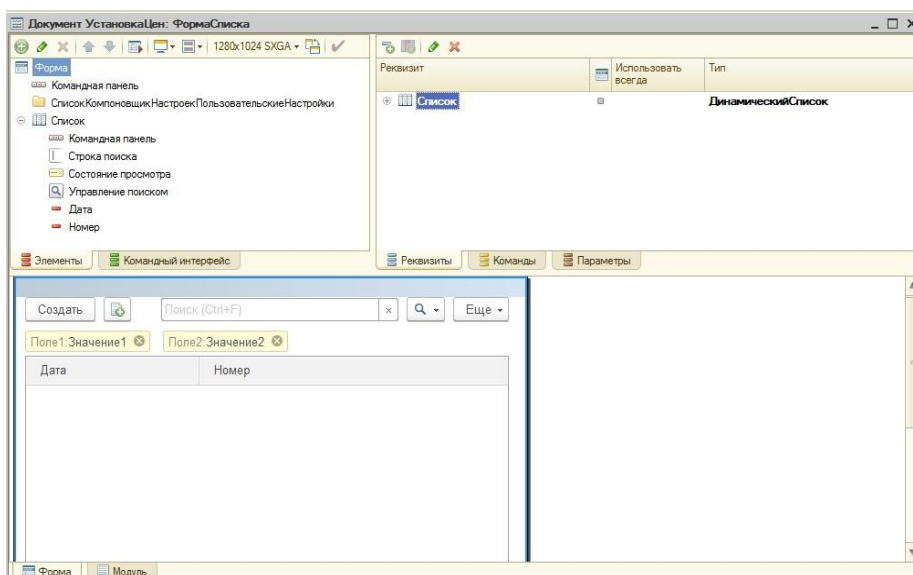 Документ УстановкаЦен: ФормаСписка
1280x1024 SXGA
Форма
Командная панель
СписокКомпоновщикНастроекПользовательскиеНастройки
Список
Командная панель
Строка поиска
Состояние просмотра
Управление поиском
Дата
Номер
Элементы
Командный интерфейс
Реквизит
Использовать всегда
Тип
Список
ДинамическийСписок
Реквизиты
Команды
Параметры
Создать
Поиск (Ctrl+F)
Еще
Поле1:Значение1
Поле2:Значение2
Дата
Номер
Форма
Модуль